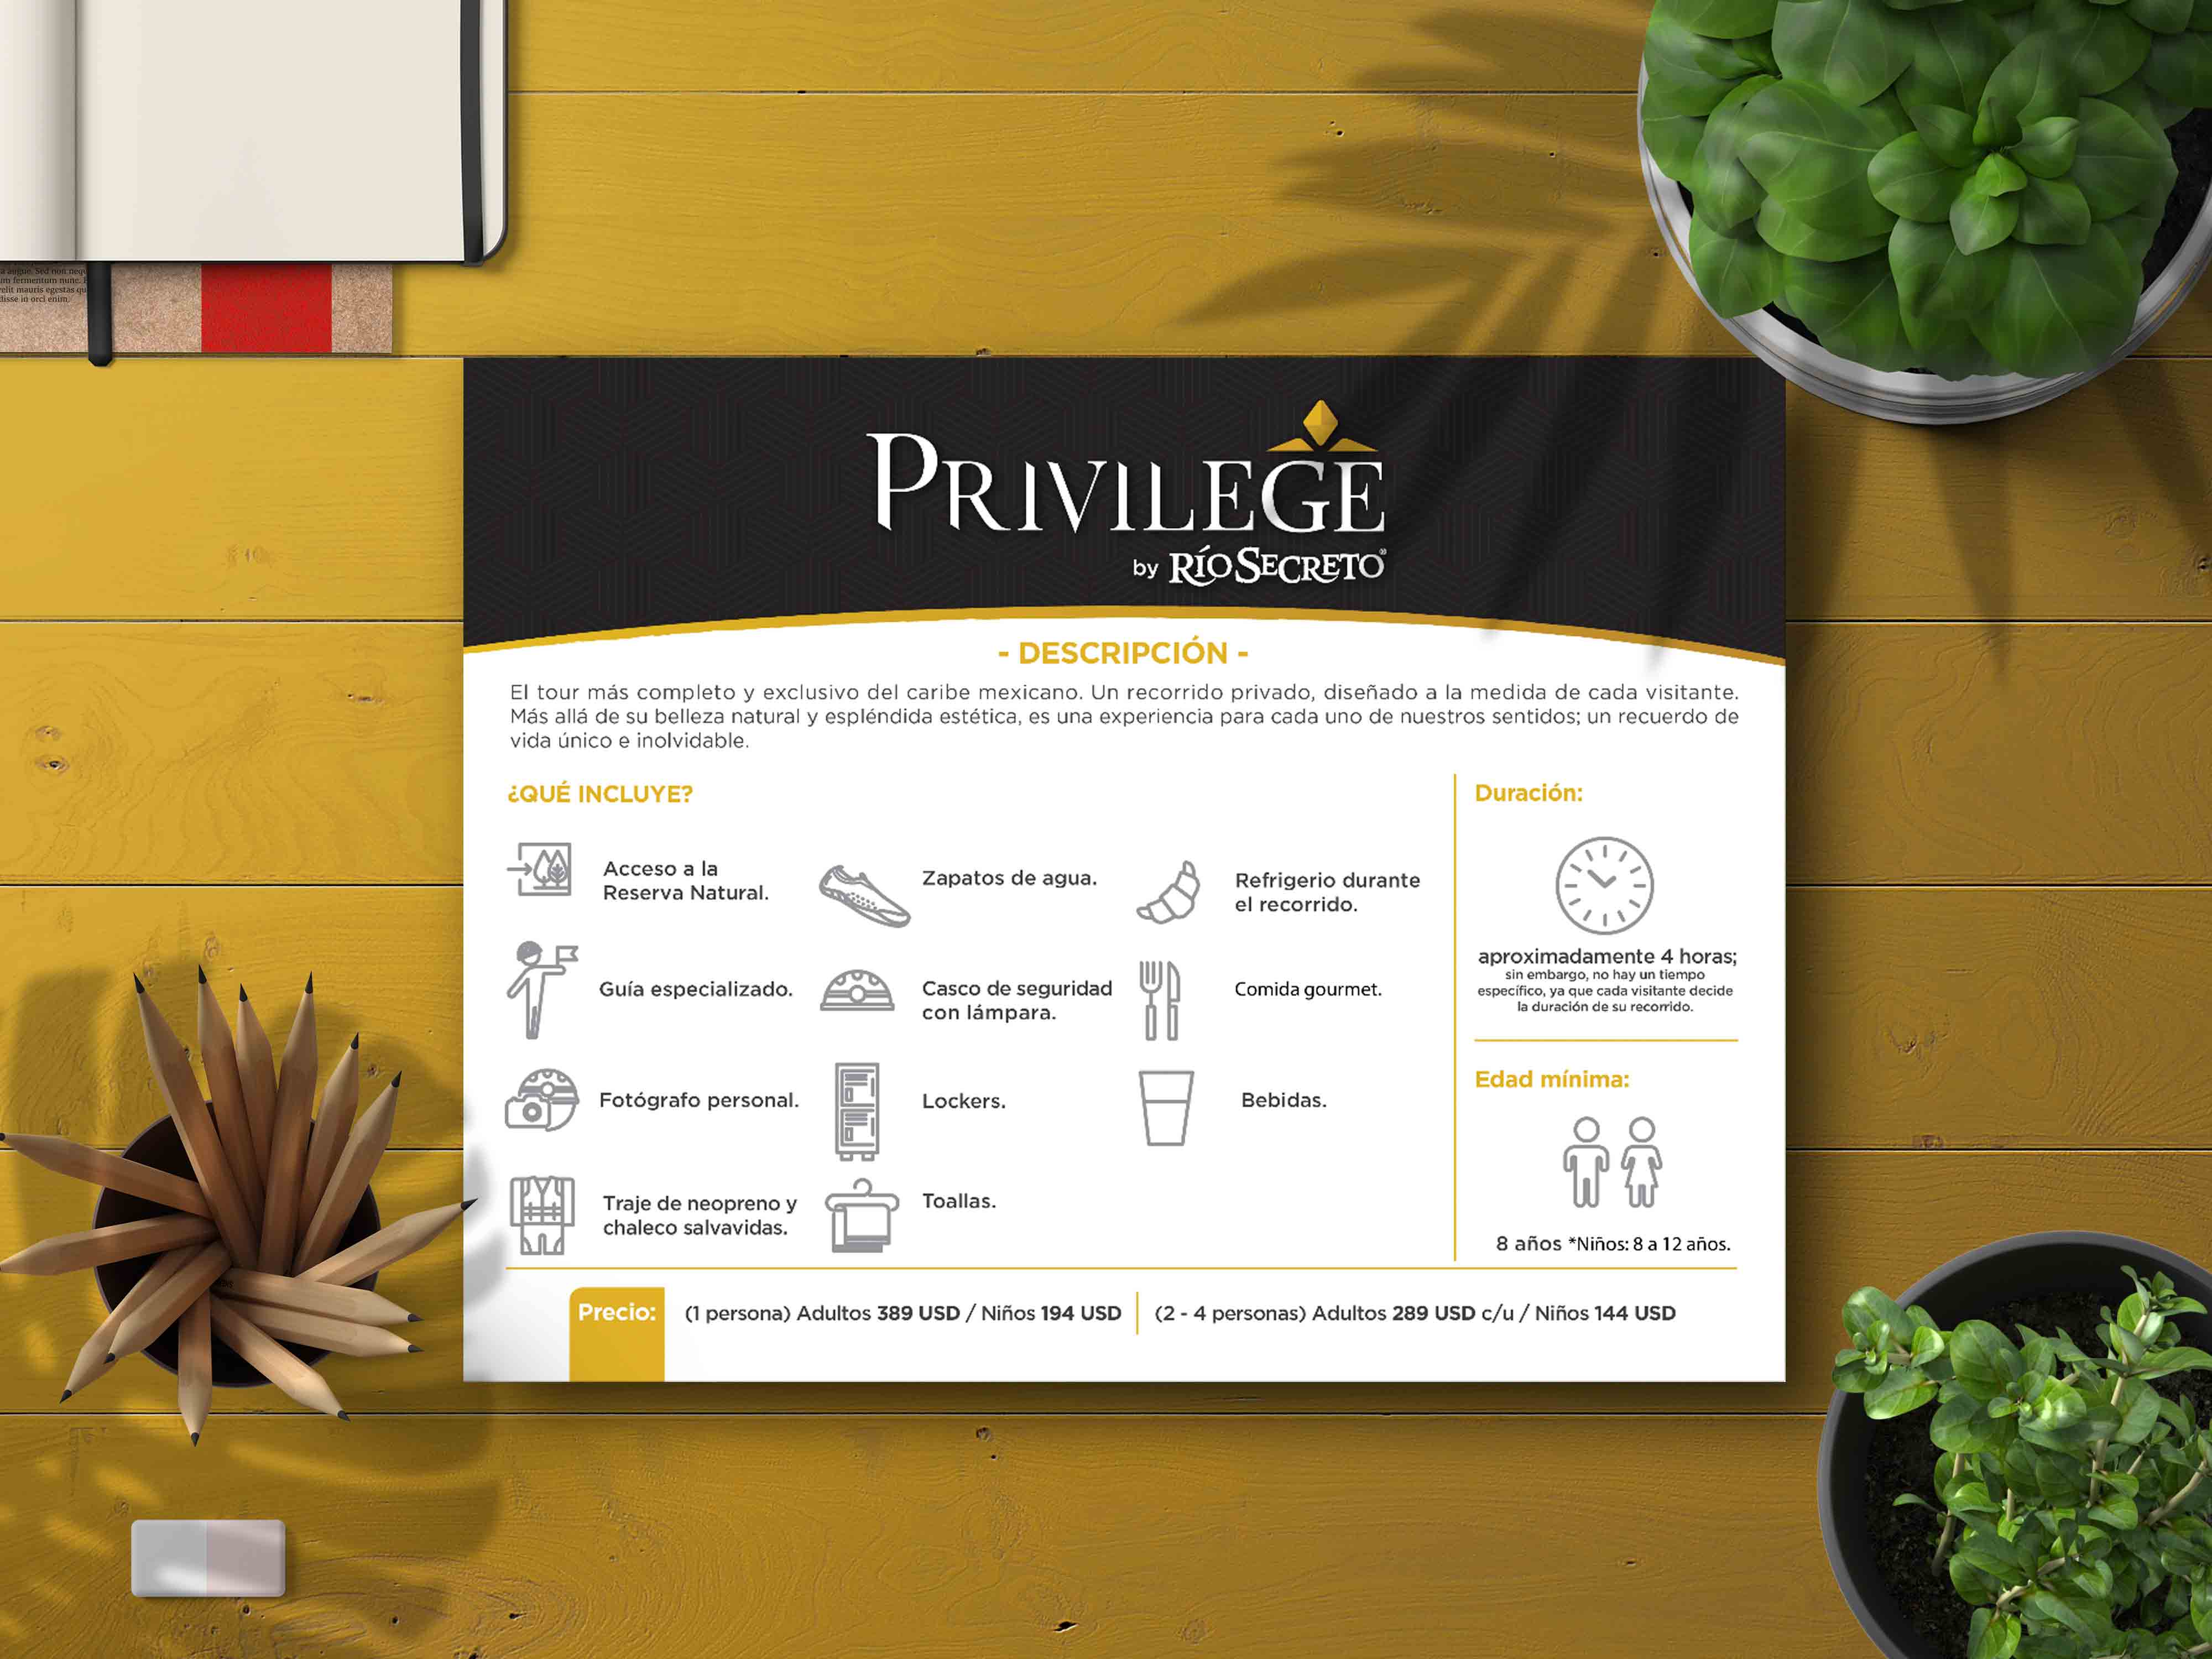 a augue. Sed non nequ
um fermentum nunc.
velit mauris egestas qu
disse in orci enim.
PRIVILEGE
by RÍO SECRETO®
- DESCRIPCIÓN -
El tour más completo y exclusivo del caribe mexicano. Un recorrido privado, diseñado a la medida de cada visitante.
Más allá de su belleza natural y espléndida estética, es una experiencia para cada uno de nuestros sentidos; un recuerdo de
vida único e inolvidable.
¿QUÉ INCLUYE?
Acceso a la
Reserva Natural.
Guía especializado.
Fotógrafo personal.
Traje de neopreno y
chaleco salvavidas.
Zapatos de agua.
Casco de seguridad
con lámpara.
Lockers.
Toallas.
Refrigerio durante
el recorrido.
Comida gourmet.
Bebidas.
Duración:
aproximadamente 4 horas;
sin embargo, no hay un tiempo
específico, ya que cada visitante decide
la duración de su recorrido.
Edad mínima:
8 años *Niños: 8 a 12 años.
Precio:
(1 persona) Adultos 389 USD / Niños 194 USD
(2 - 4 personas) Adultos 289 USD c/u / Niños 144 USD